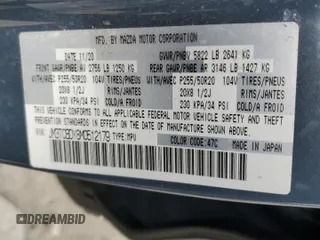 MFD. BY MAZDA MOTOR CORPORATION
DATE 11/20 GVWR/PNBV 5822 LB 2641 KG
FRONT GAWR/PNBE AV 2756 LB 1250 KG REAR GAWR/PNBE AR 3146 LB 1427 KG
WITH/AVEC P255/50R20 104V TIRES/PNEUS WITH/AVEC P255/50R20 104V TIRES/PNEUS
20X8 1/2J RIMS/JANTES 20X8 1/2J RIMS/JANTES
230 KPA/34 PSI COLD/À FROID 230 KPA/34 PSI COLD/À FROID
THIS VEHICLE CONFORMS TO ALL APPLICABLE FEDERAL MOTOR VEHICLE SAFETY, BUMPER, AND THEFT PREVENTION STANDARDS IN EFFECT ON THE DATE OF MANUFACTURE SHOWN ABOVE.
TYPE: MPV
COLOR CODE: 47C MADE IN JAPAN
DEALERBID.COM